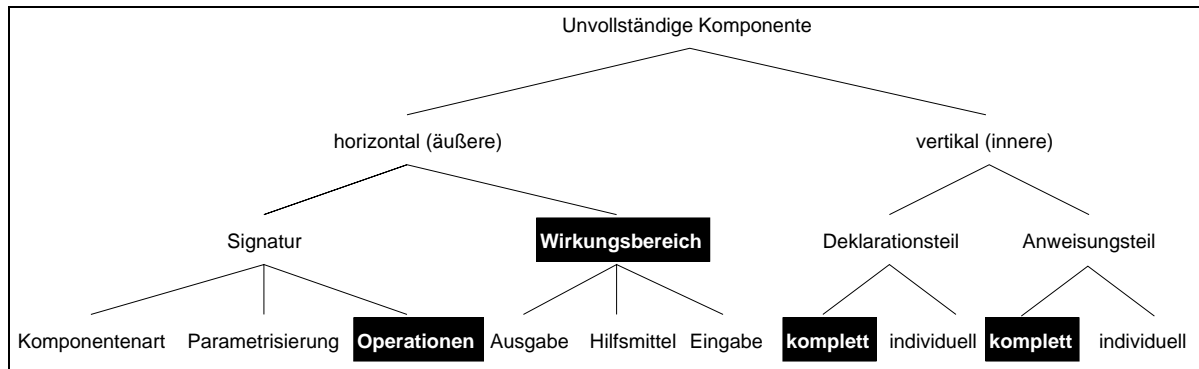 Unvollständige Komponente
horizontal (äußere) vertikal (innere)
Signatur Wirkungsbereich Deklarationsteil Anweisungsteil
Komponentenart Parametrisierung Operationen Ausgabe Hilfsmittel Eingabe komplett individuell komplett individuell